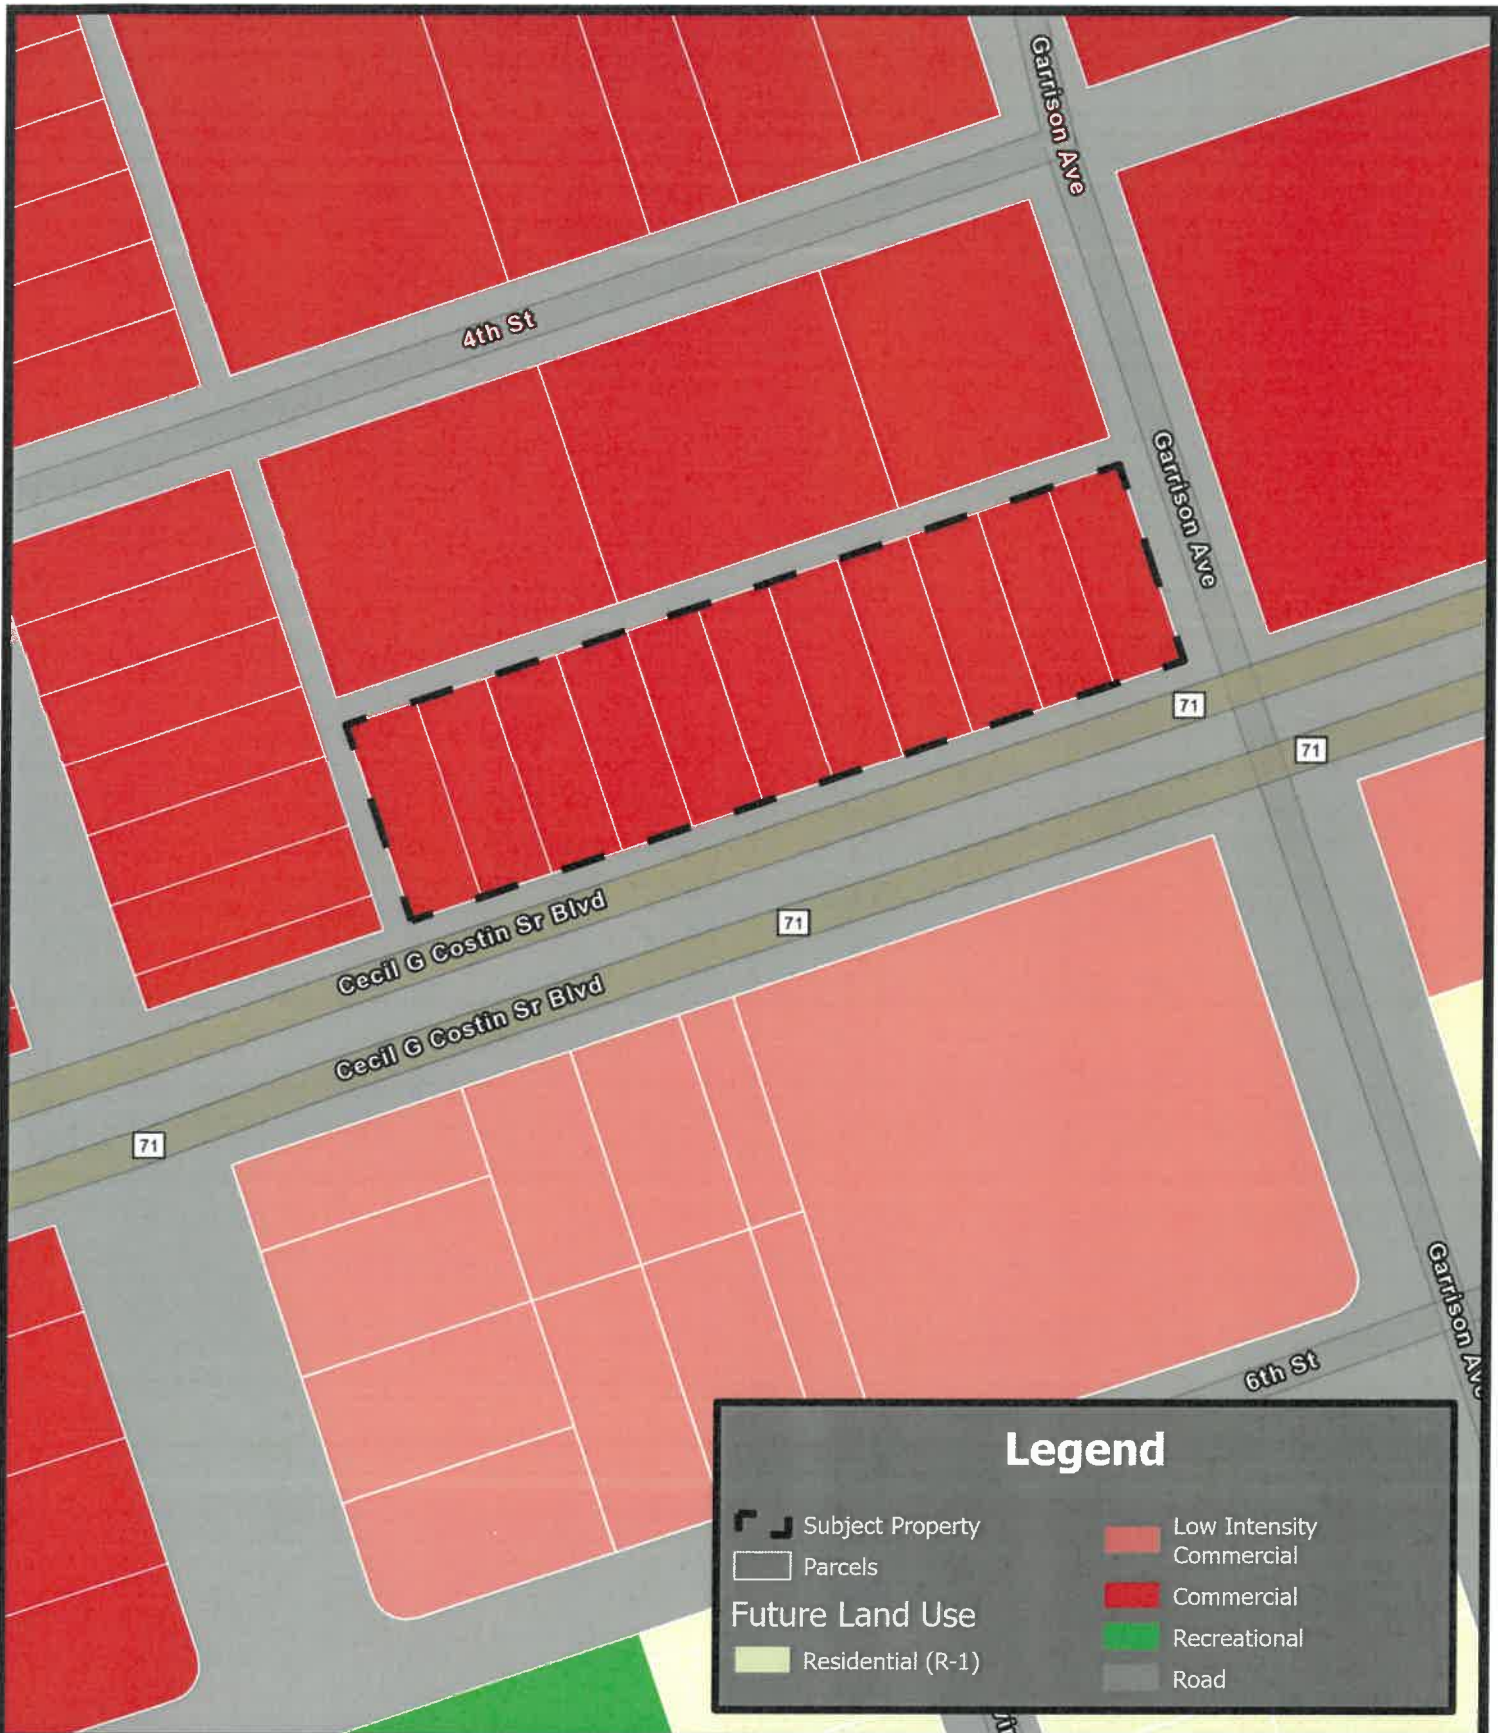 Garrison Ave
4th St
Garrison Ave
71
71
71
Cecil G Costin Sr Blvd
Cecil G Costin Sr Blvd
71
Garrison Ave
6th St
Legend
Subject Property
Parcels
Future Land Use
Residential (R-1)
Low Intensity
Commercial
Commercial
Recreational
Road